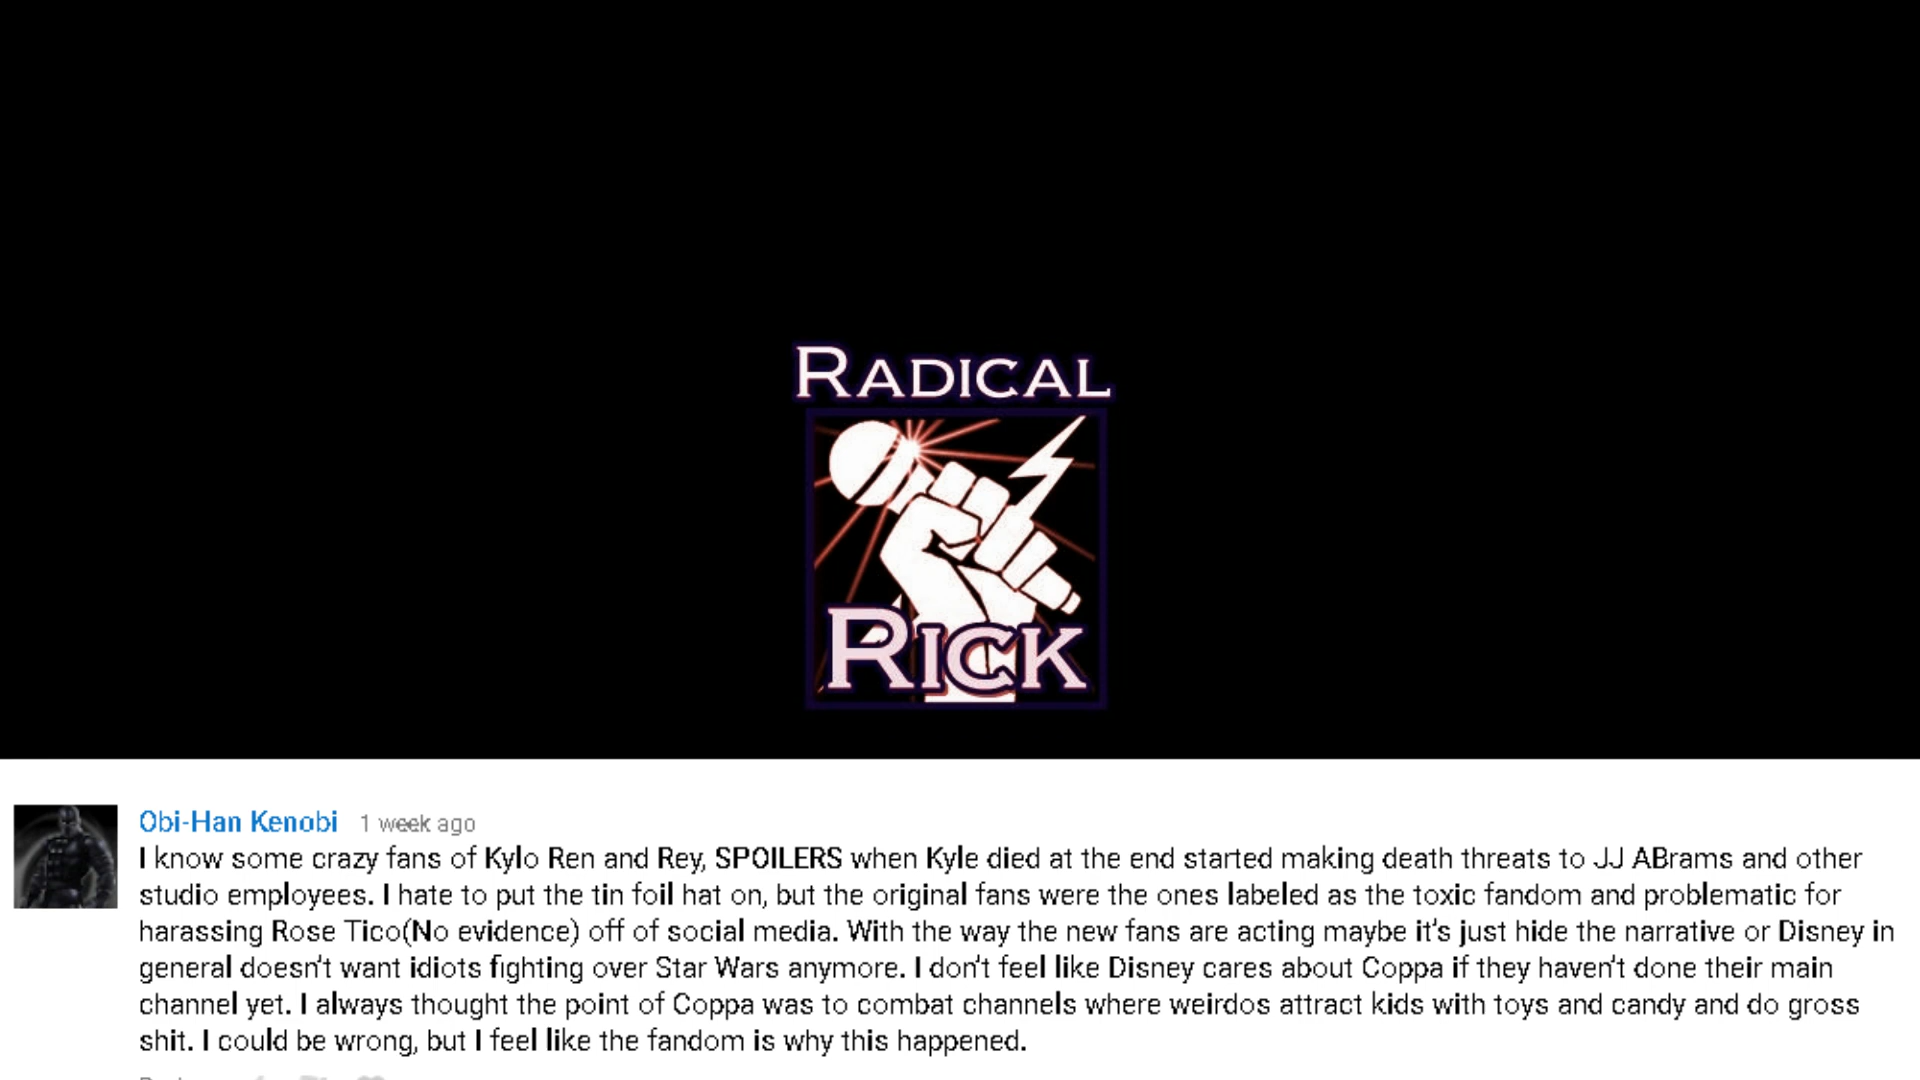 RADICAL
RICK
Obi-Han Kenobi 1 week ago
I know some crazy fans of Kylo Ren and Rey, SPOILERS when Kyle died at the end started making death threats to JJ ABrams and other
studio employees. I hate to put the tin foil hat on, but the original fans were the ones labeled as the toxic fandom and problematic for
harassing Rose Tico(No evidence) off of social media. With the way the new fans are acting maybe it's just hide the narrative or Disney in
general doesn't want idiots fighting over Star Wars anymore. I don't feel like Disney cares about Coppa if they haven't done their main
channel yet. I always thought the point of Coppa was to combat channels where weirdos attract kids with toys and candy and do gross
shit. I could be wrong, but I feel like the fandom is why this happened.